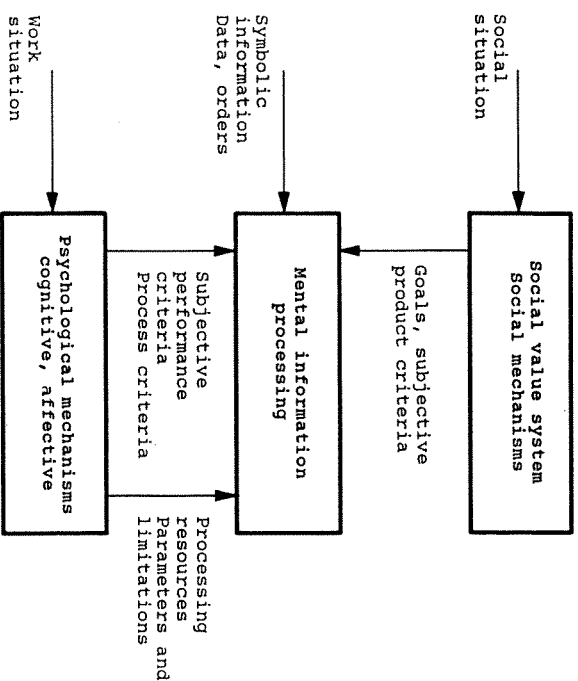 Social
situation
Social value system
Social mechanisms
Goals, subjective
product criteria
Symbolic
information
Data, orders
Mental information
processing
Subjective
performance
criteria
Process criteria
Processing
resources
Parameters and
limitations
Work
situation
Psychological mechanisms
cognitive, affective